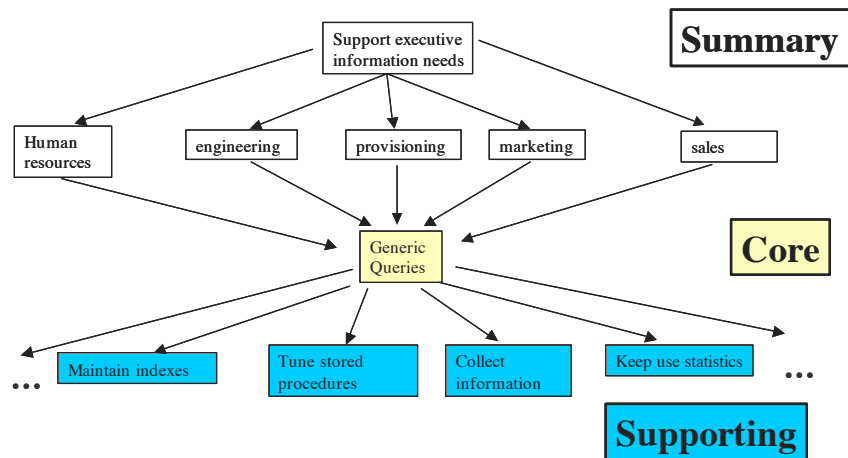 Support executive
information needs
Summary
Human
resources
engineering
provisioning
marketing
sales
Generic
Queries
Core
...
Maintain indexes
Tune stored
procedures
Collect
information
Keep use statistics
...
Supporting